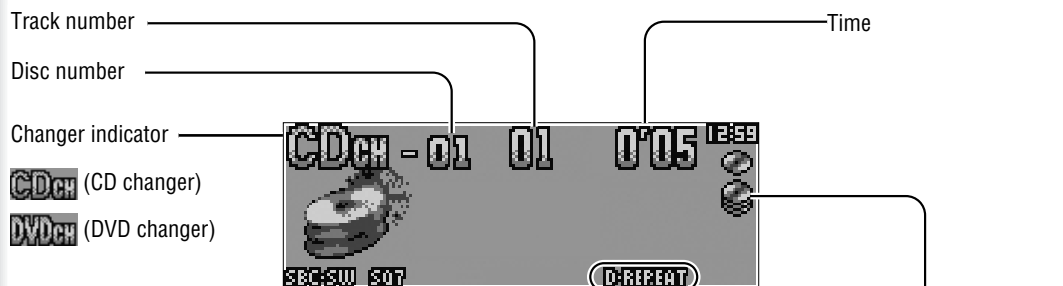 Track number
Time
Disc number
Changer indicator
CDCH - 01 01 0'05 12:59
CDCH (CD changer)
DVDCH (DVD changer)
SBC:SW SQ7 D:REPEAT